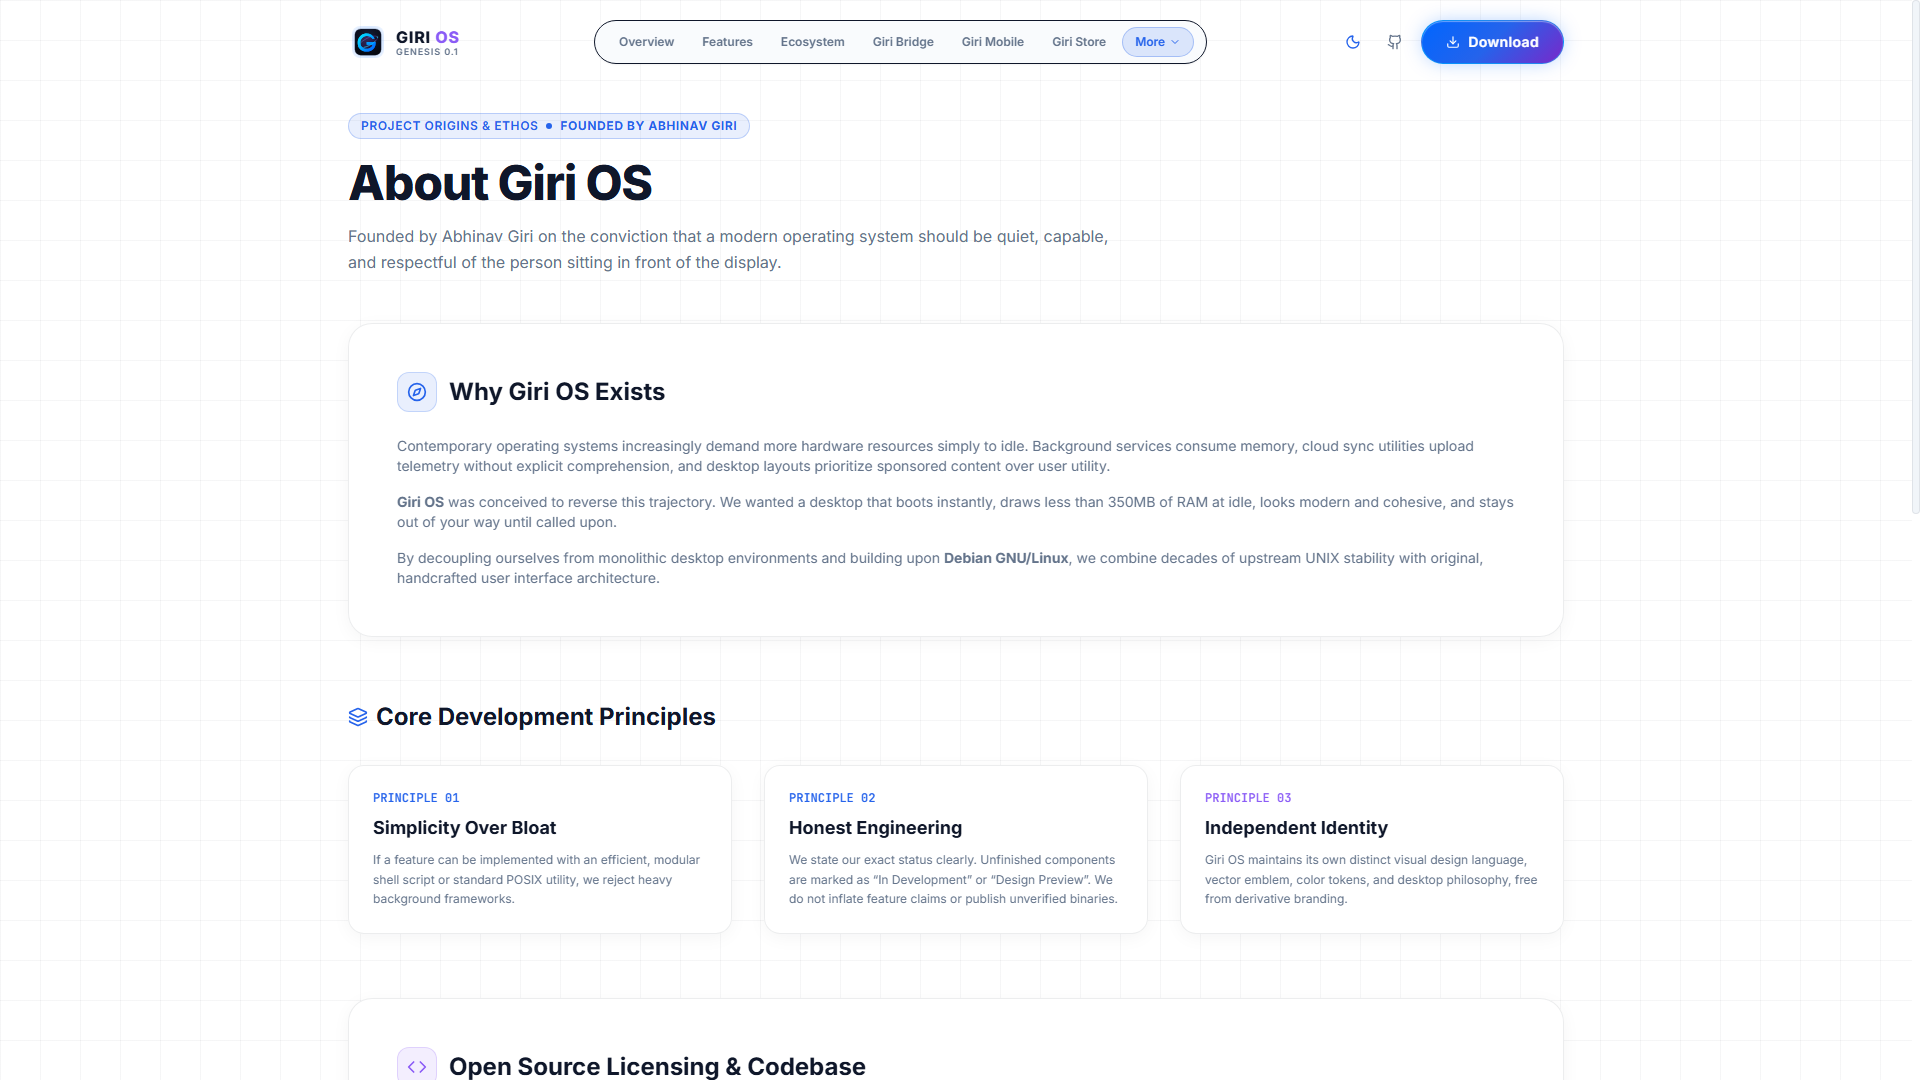 GIRI OS
GENESIS 0.1
Overview
Features
Ecosystem
Giri Bridge
Giri Mobile
Giri Store
More
Download
PROJECT ORIGINS & ETHOS • FOUNDED BY ABHINAV GIRI
About Giri OS
Founded by Abhinav Giri on the conviction that a modern operating system should be quiet, capable,
and respectful of the person sitting in front of the display.
Why Giri OS Exists
Contemporary operating systems increasingly demand more hardware resources simply to idle. Background services consume memory, cloud sync utilities upload
telemetry without explicit comprehension, and desktop layouts prioritize sponsored content over user utility.
Giri OS was conceived to reverse this trajectory. We wanted a desktop that boots instantly, draws less than 350MB of RAM at idle, looks modern and cohesive, and stays
out of your way until called upon.
By decoupling ourselves from monolithic desktop environments and building upon Debian GNU/Linux, we combine decades of upstream UNIX stability with original,
handcrafted user interface architecture.
Core Development Principles
PRINCIPLE 01
Simplicity Over Bloat
If a feature can be implemented with an efficient, modular
shell script or standard POSIX utility, we reject heavy
background frameworks.
PRINCIPLE 02
Honest Engineering
We state our exact status clearly. Unfinished components
are marked as “In Development” or “Design Preview”. We
do not inflate feature claims or publish unverified binaries.
PRINCIPLE 03
Independent Identity
Giri OS maintains its own distinct visual design language,
vector emblem, color tokens, and desktop philosophy, free
from derivative branding.
Open Source Licensing & Codebase